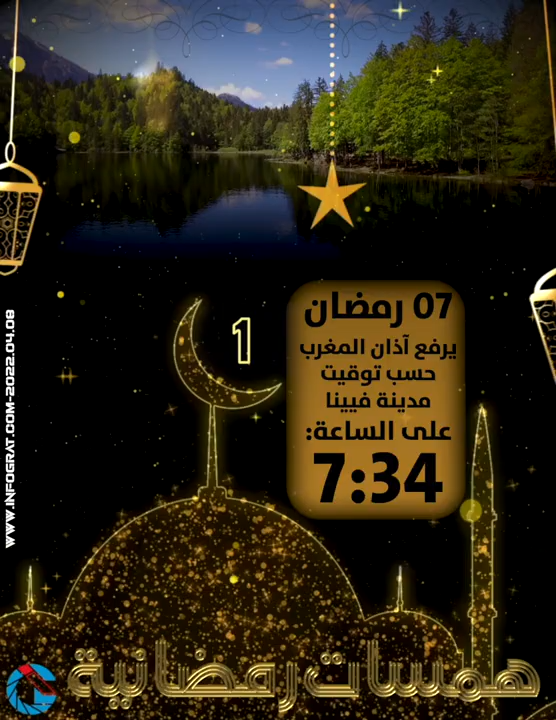 1
07 رمضان
يرفع آذان المغرب
حسب توقيت
مدينة فيينا
على الساعة:
7:34
WWW.INFOGRAT.COM-2022.04.08
همسات رمضانية